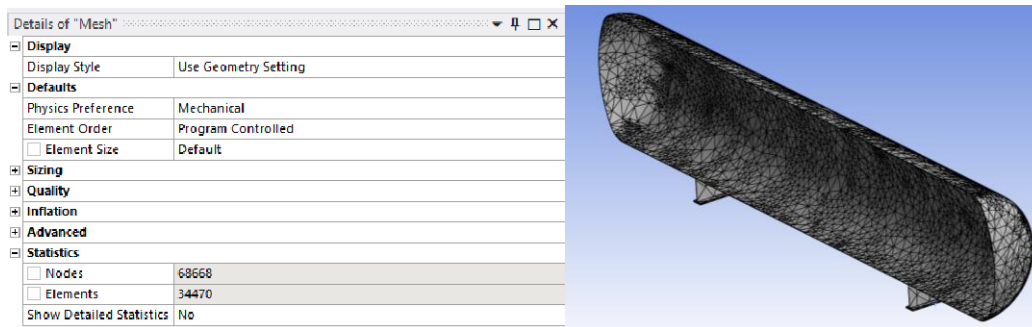 Details of "Mesh"
Display
Display Style Use Geometry Setting
Defaults
Physics Preference Mechanical
Element Order Program Controlled
Element Size Default
Sizing
Quality
Inflation
Advanced
Statistics
Nodes 68668
Elements 34470
Show Detailed Statistics No